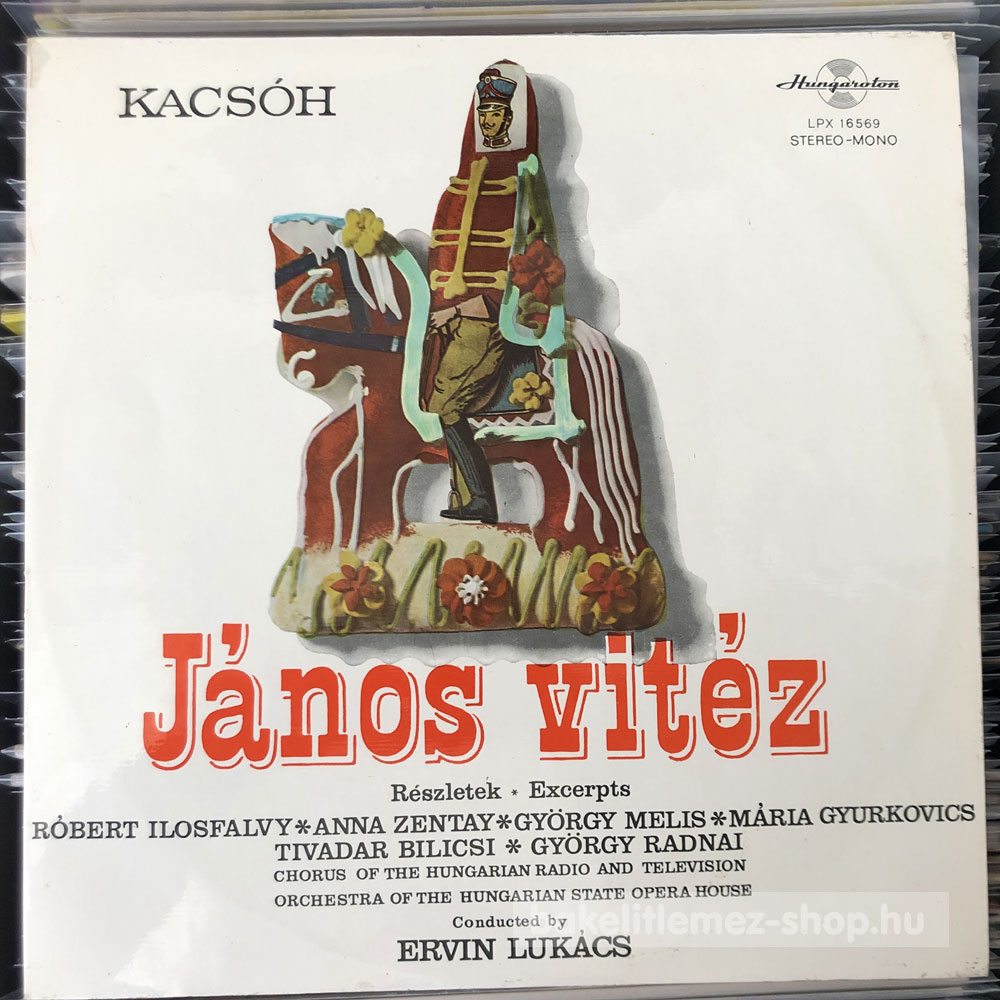 KACSÓH
Hungaroton
LPX 16569
STEREO-MONO
János vitéz
Részletek * Excerpts
RÓBERT ILOSFALVY*ANNA ZENTAY*GYÖRGY MELIS*MÁRIA GYURKOVICS
TIVADAR BILICSI * GYÖRGY RADNAI
CHORUS OF THE HUNGARIAN RADIO AND TELEVISION
ORCHESTRA OF THE HUNGARIAN STATE OPERA HOUSE
Conducted by
ERVIN LUKÁCS
bakelitlemez-shop.hu